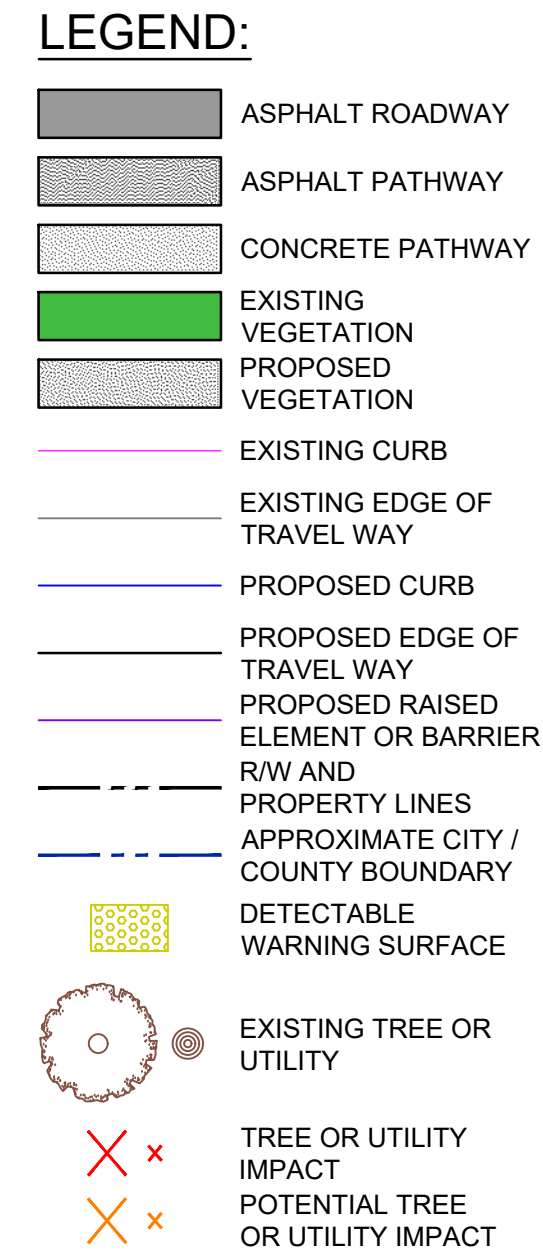 LEGEND:
ASPHALT ROADWAY
ASPHALT PATHWAY
CONCRETE PATHWAY
EXISTING
VEGETATION
PROPOSED
VEGETATION
EXISTING CURB
EXISTING EDGE OF
TRAVEL WAY
PROPOSED CURB
PROPOSED EDGE OF
TRAVEL WAY
PROPOSED RAISED
ELEMENT OR BARRIER
R/W AND
PROPERTY LINES
APPROXIMATE CITY /
COUNTY BOUNDARY
DETECTABLE
WARNING SURFACE
EXISTING TREE OR
UTILITY
TREE OR UTILITY
IMPACT
POTENTIAL TREE
OR UTILITY IMPACT